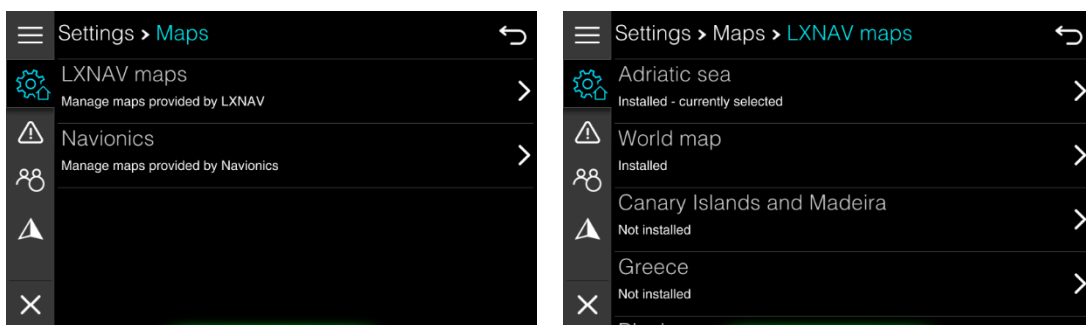 Settings > Maps
LXNAV maps
Manage maps provided by LXNAV
Navionics
Manage maps provided by Navionics
Settings > Maps > LXNAV maps
Adriatic sea
Installed - currently selected
World map
Installed
Canary Islands and Madeira
Not installed
Greece
Not installed